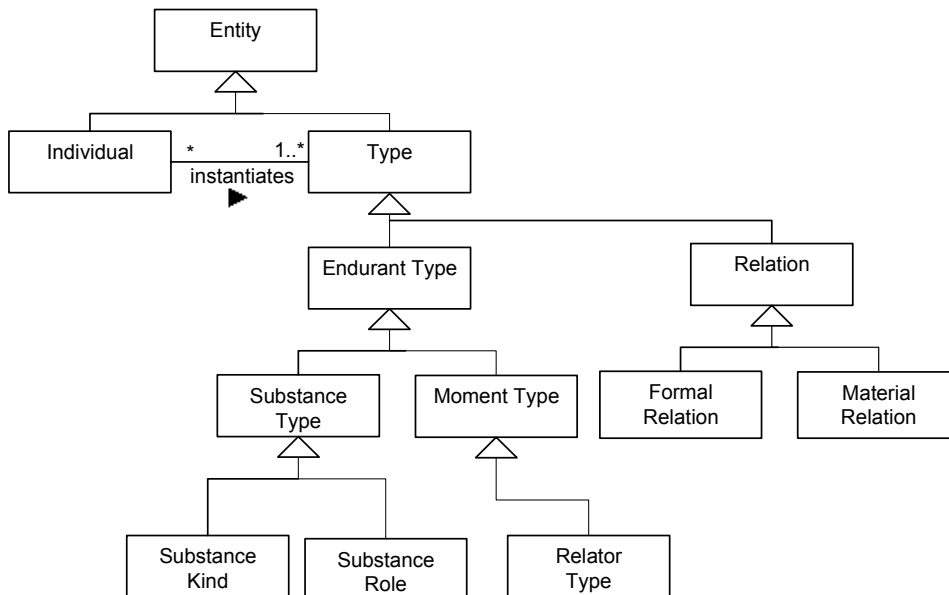 Entity
Individual
*
1..*
Type
instantiates
Endurant Type
Relation
Substance
Type
Moment Type
Formal
Relation
Material
Relation
Substance
Kind
Substance
Role
Relator
Type